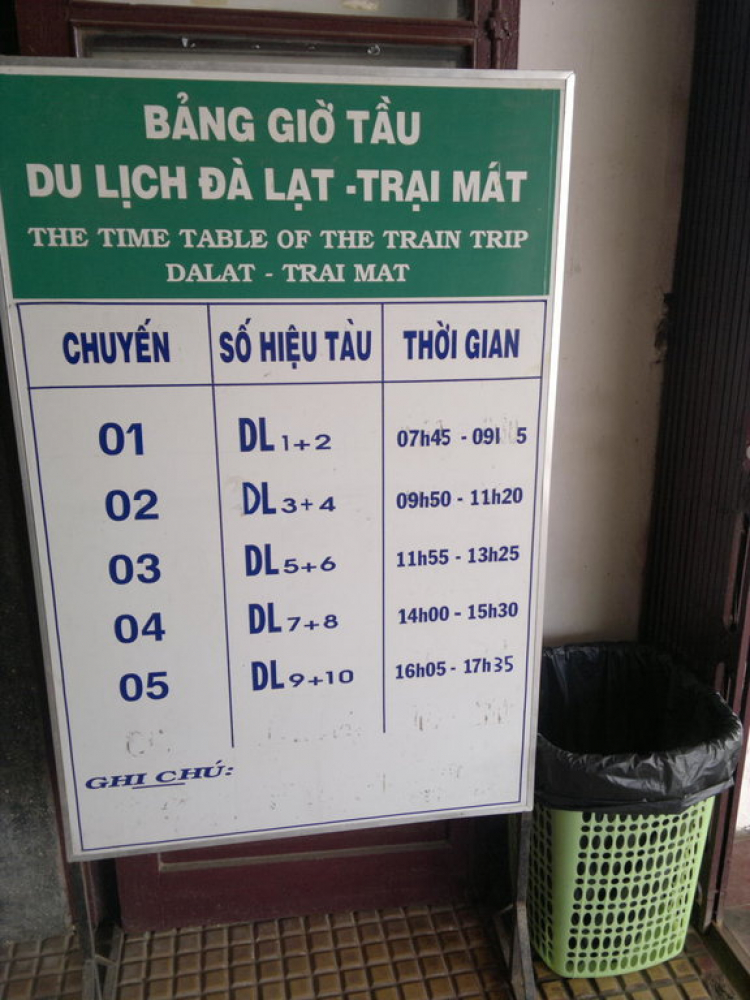 BẢNG GIỜ TẦU
DU LỊCH ĐÀ LẠT -TRẠI MÁT
THE TIME TABLE OF THE TRAIN TRIP
DALAT - TRAI MAT
CHUYẾN SỐ HIỆU TÀU THỜI GIAN
01 DL 1+2 07h45 - 09l 5
02 DL 3+4 09h50 - 11h20
03 DL 5+6 11h55 - 13h25
04 DL 7+8 14h00 - 15h30
05 DL 9+10 16h05 - 17h35
GHI CHÚ: